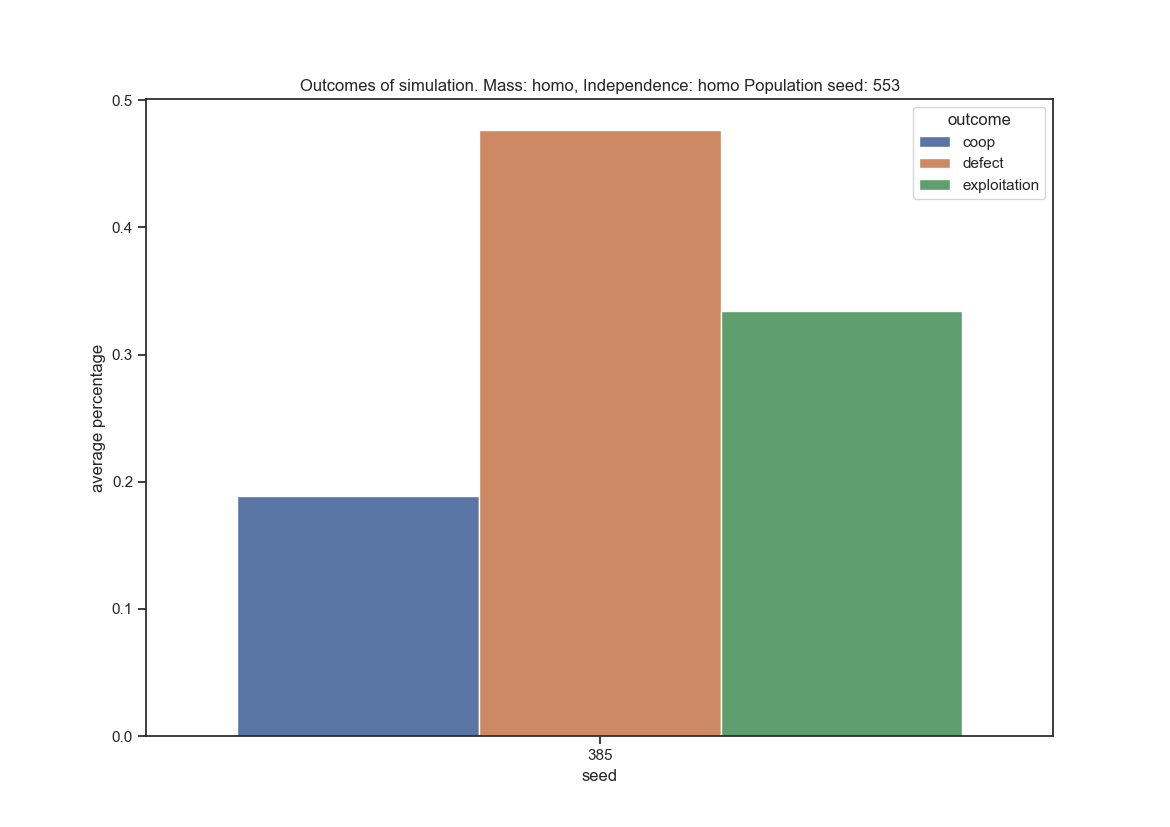 Outcomes of simulation. Mass: homo, Independence: homo Population seed: 553
outcome
coop
defect
exploitation
average percentage
0.5
0.4
0.3
0.2
0.1
0.0
385
seed